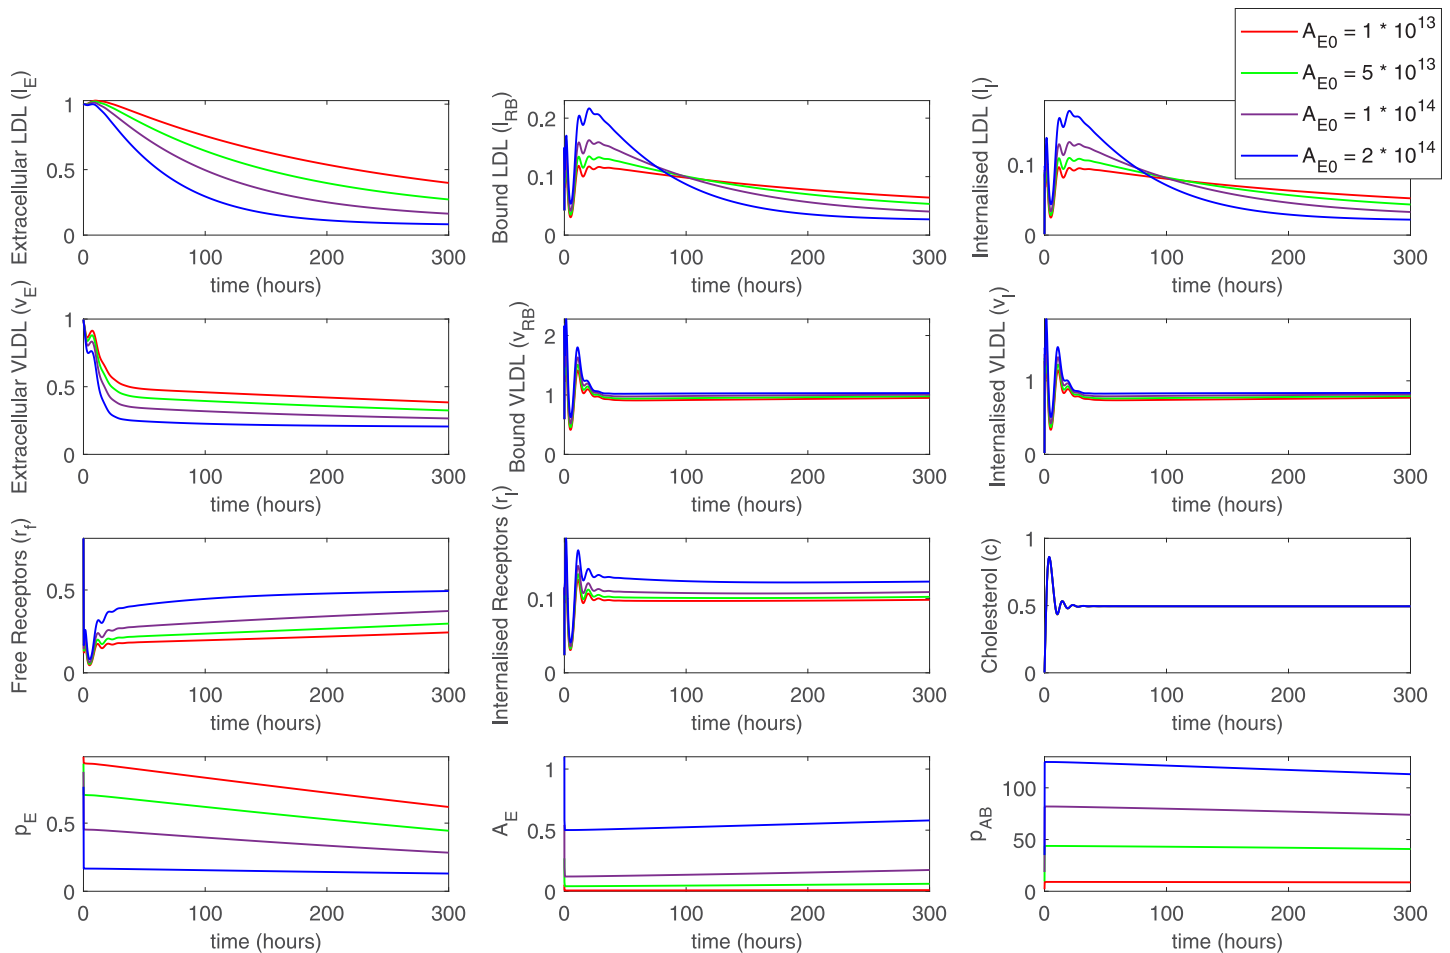 A_E0 = 1 * 10^13
A_E0 = 5 * 10^13
A_E0 = 1 * 10^14
A_E0 = 2 * 10^14
Extracellular LDL (l_E)
1
0.5
0
0 100 200 300
time (hours)
Bound LDL (l_RB)
0.2
0.1
0
0 100 200 300
time (hours)
Internalised LDL (l_I)
0.1
0
0 100 200 300
time (hours)
Extracellular VLDL (v_E)
1
0.5
0
0 100 200 300
time (hours)
Bound VLDL (v_RB)
2
1
0
0 100 200 300
time (hours)
Internalised VLDL (v_I)
1
0
0 100 200 300
time (hours)
Free Receptors (r_f)
0.5
0
0 100 200 300
time (hours)
Internalised Receptors (r_I)
0.1
0
0 100 200 300
time (hours)
Cholesterol (c)
1
0.5
0
0 100 200 300
time (hours)
p_E
0.5
0
0 100 200 300
time (hours)
A_E
1
0.5
0
0 100 200 300
time (hours)
p_AB
100
50
0
0 100 200 300
time (hours)